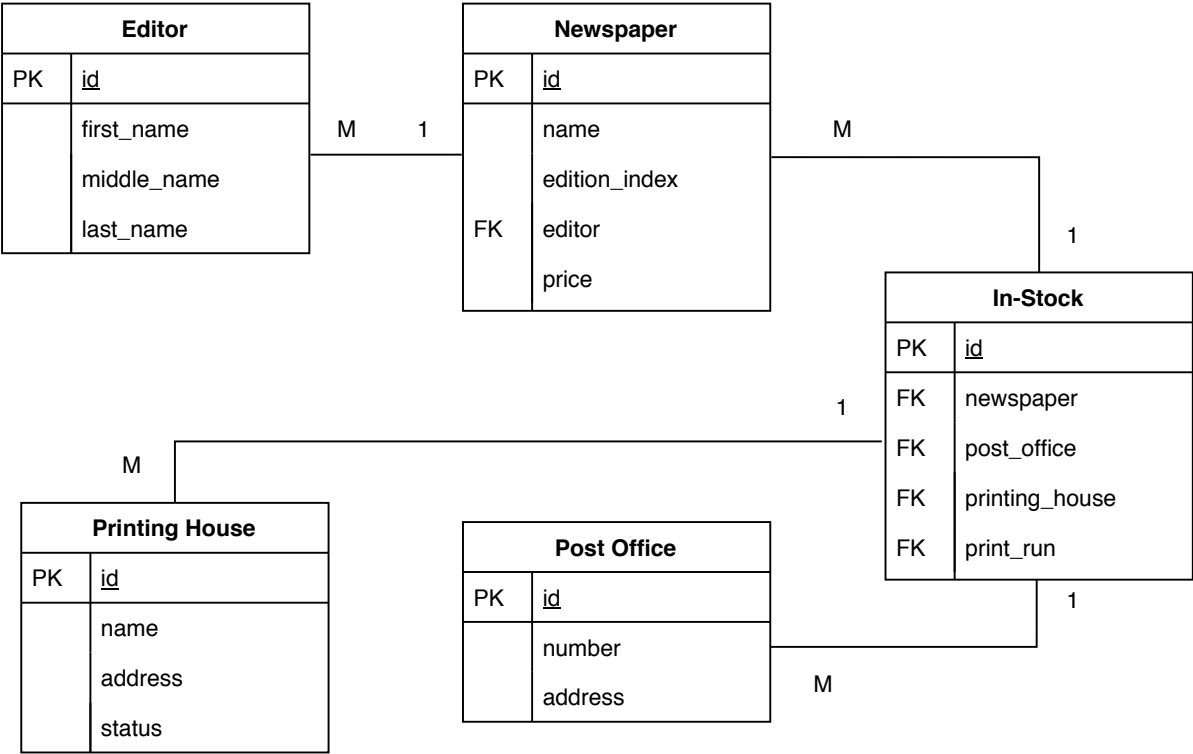 Editor
PK id
first_name
middle_name
last_name
M 1
Newspaper
PK id
name
edition_index
FK editor
price
M
1
In-Stock
PK id
FK newspaper
FK post_office
FK printing_house
FK print_run
1
M
Printing House
PK id
name
address
status
Post Office
PK id
number
address
1
M